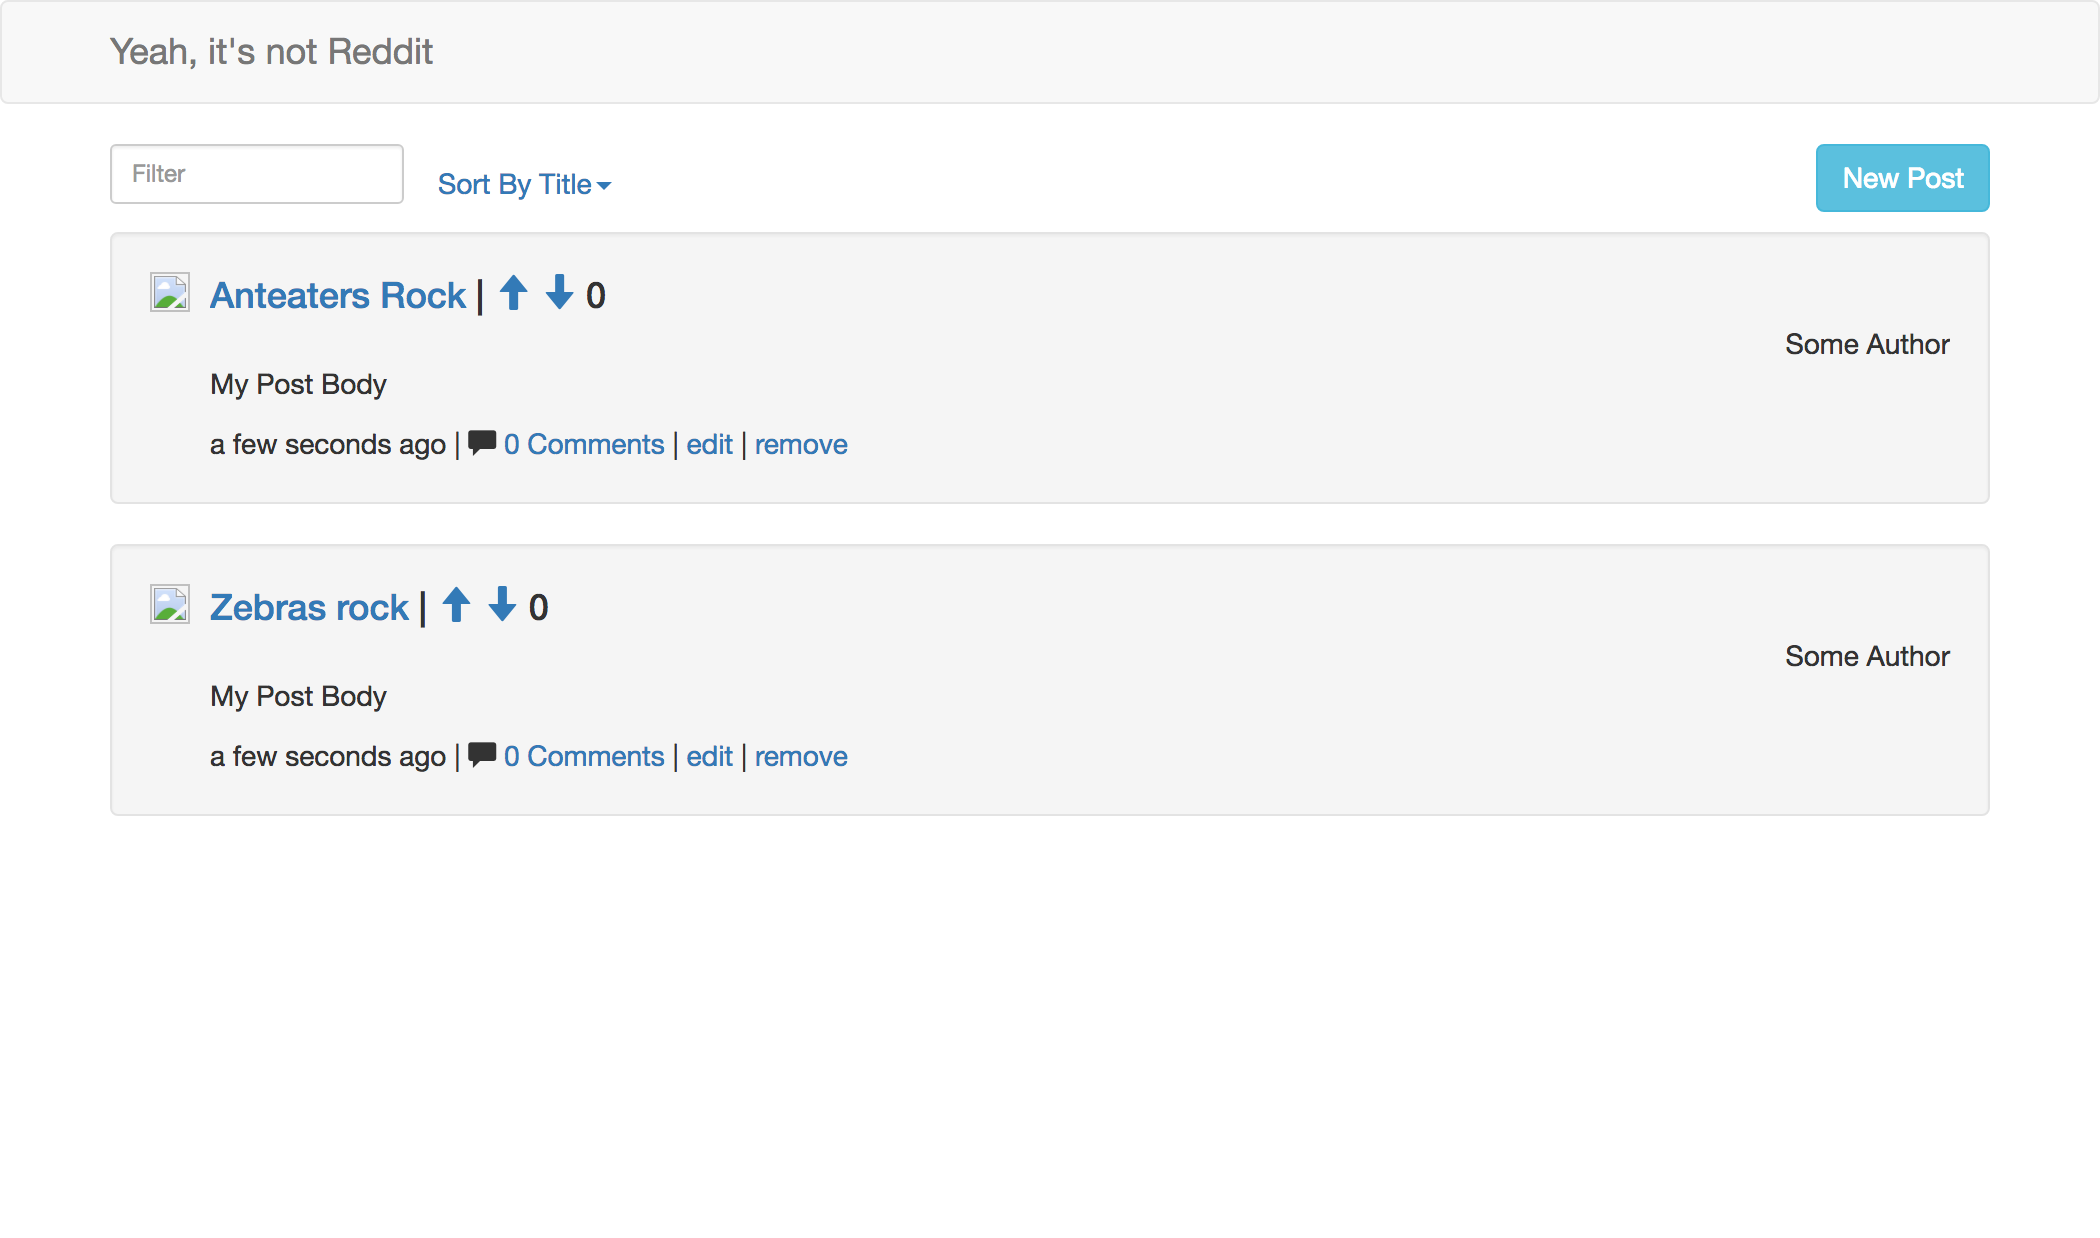 Yeah, it's not Reddit
Filter
Sort By Title
New Post
Anteaters Rock | 0
Some Author
My Post Body
a few seconds ago | 0 Comments | edit | remove
Zebras rock | 0
Some Author
My Post Body
a few seconds ago | 0 Comments | edit | remove